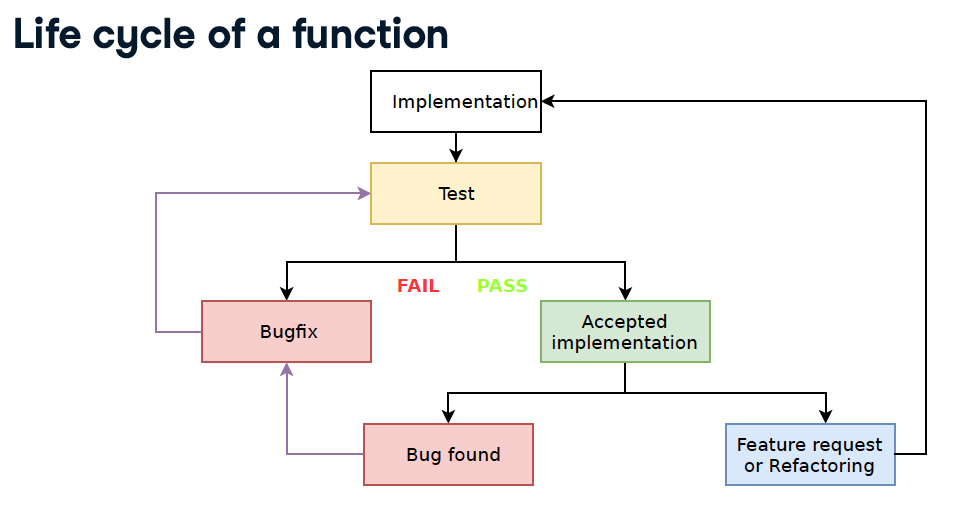 Life cycle of a function
Implementation
Test
FAIL
PASS
Bugfix
Accepted
implementation
Bug found
Feature request
or Refactoring